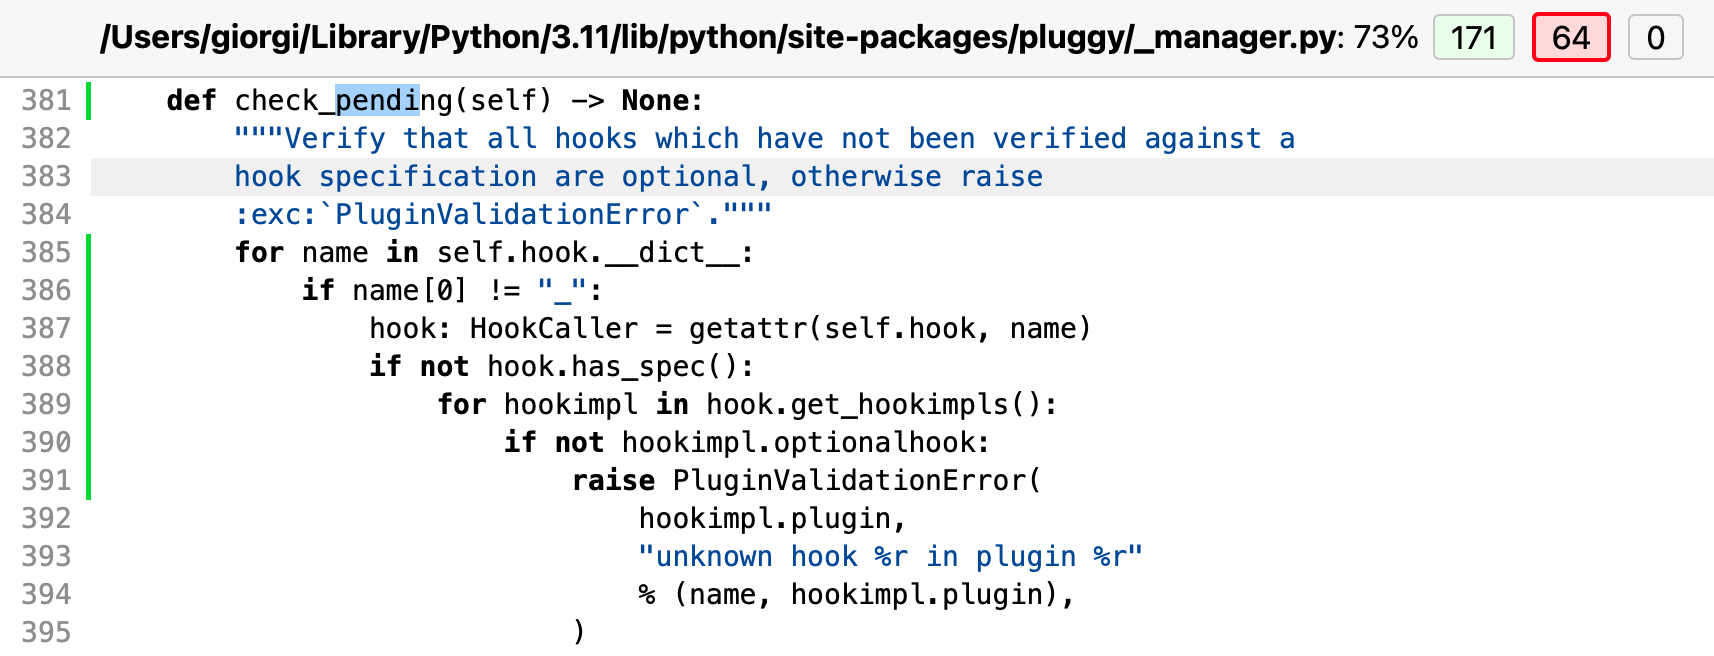 /Users/giorgi/Library/Python/3.11/lib/python/site-packages/pluggy/_manager.py: 73% 171 64 0
381 def check_pending(self) -> None:
382 """Verify that all hooks which have not been verified against a
383 hook specification are optional, otherwise raise
384 :exc:`PluginValidationError`."""
385 for name in self.hook.__dict__:
386 if name[0] != "_":
387 hook: HookCaller = getattr(self.hook, name)
388 if not hook.has_spec():
389 for hookimpl in hook.get_hookimpls():
390 if not hookimpl.optionalhook:
391 raise PluginValidationError(
392 hookimpl.plugin,
393 "unknown hook %r in plugin %r"
394 % (name, hookimpl.plugin),
395 )